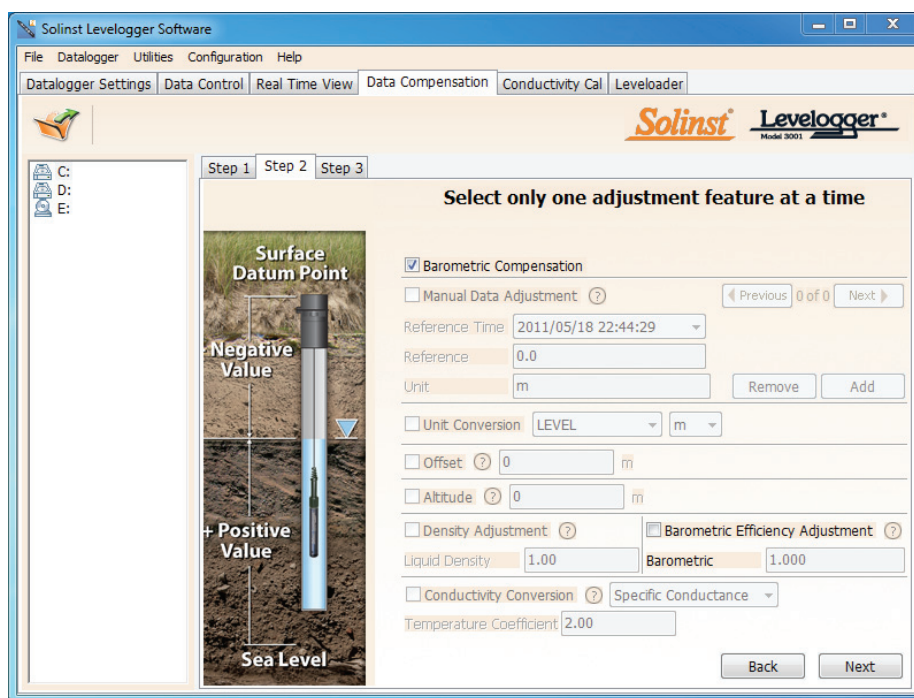 Solinst Levelogger Software
File Datalogger Utilities Configuration Help
Datalogger Settings Data Control Real Time View Data Compensation Conductivity Cal Leveloader
Solinst® Levelogger®
Model 3001
C:
D:
E:
Step 1 Step 2 Step 3
Select only one adjustment feature at a time
Surface
Datum Point
Negative
Value
+ Positive
Value
Sea Level
Barometric Compensation
Manual Data Adjustment ? Previous 0 of 0 Next
Reference Time 2011/05/18 22:44:29
Reference 0.0
Unit m Remove Add
Unit Conversion LEVEL m
Offset ? 0 m
Altitude ? 0 m
Density Adjustment ? Barometric Efficiency Adjustment ?
Liquid Density 1.00 Barometric 1.000
Conductivity Conversion ? Specific Conductance
Temperature Coefficient 2.00
Back Next